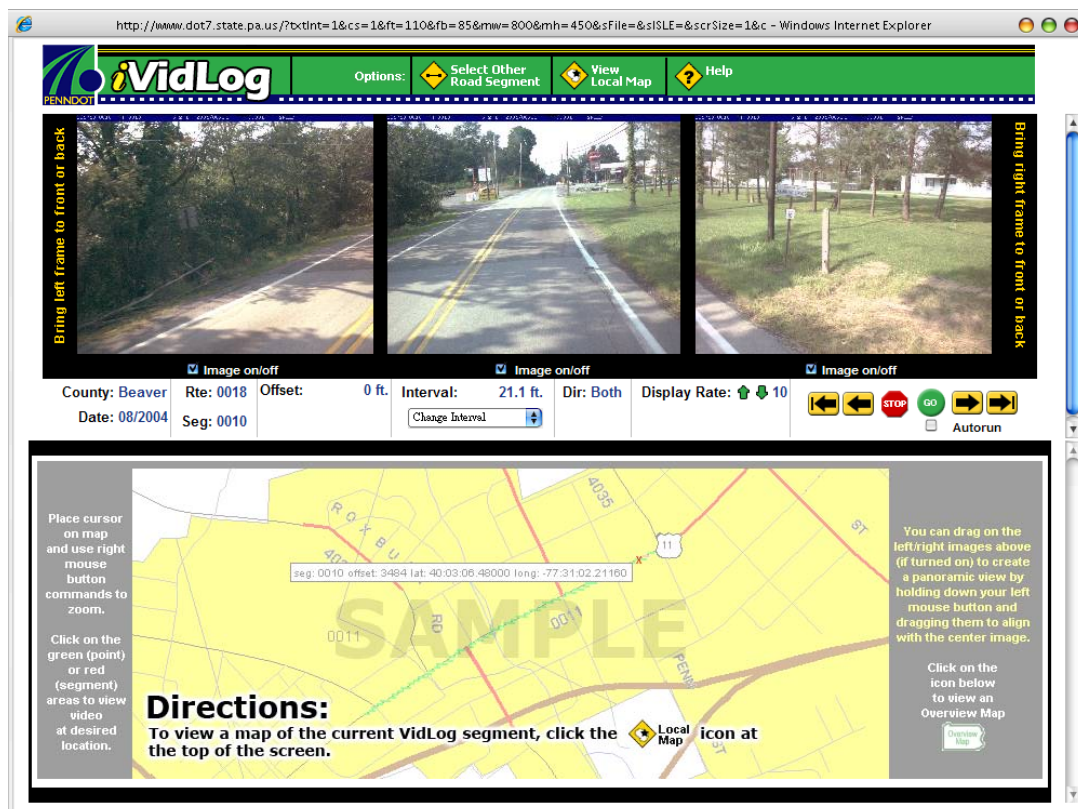 http://www.dot7.state.pa.us/?txtInt=1&cs=1&ft=110&fb=85&mw=800&mh=450&sFile=&sISLE=&scrSize=1&c - Windows Internet Explorer
PENNDOT
iVidLog
Options:
Select Other
Road Segment
View
Local Map
Help
Bring left frame to front or back
Bring right frame to front or back
Image on/off
Image on/off
Image on/off
County: Beaver
Rte: 0018
Offset: 0 ft.
Interval: 21.1 ft.
Dir: Both
Display Rate: 10
Date: 08/2004
Seg: 0010
Change Interval
STOP
GO
Autorun
Place cursor
on map
and use right
mouse
button
commands to
zoom.
Click on the
green (point)
or red
(segment)
areas to view
video
at desired
location.
ROXBU
4035
11
ST
x
seg: 0010 offset: 3484 lat: 40:03:06.48000 long: -77:31:02.21160
SAMPLE
0011
RD
0011
PENN
ST
Directions:
To view a map of the current VidLog segment, click the Local Map icon at
the top of the screen.
You can drag on the
left/right images above
(if turned on) to create
a panoramic view by
holding down your left
mouse button and
dragging them to align
with the center image.
Click on the
icon below
to view an
Overview Map
Overview
Map